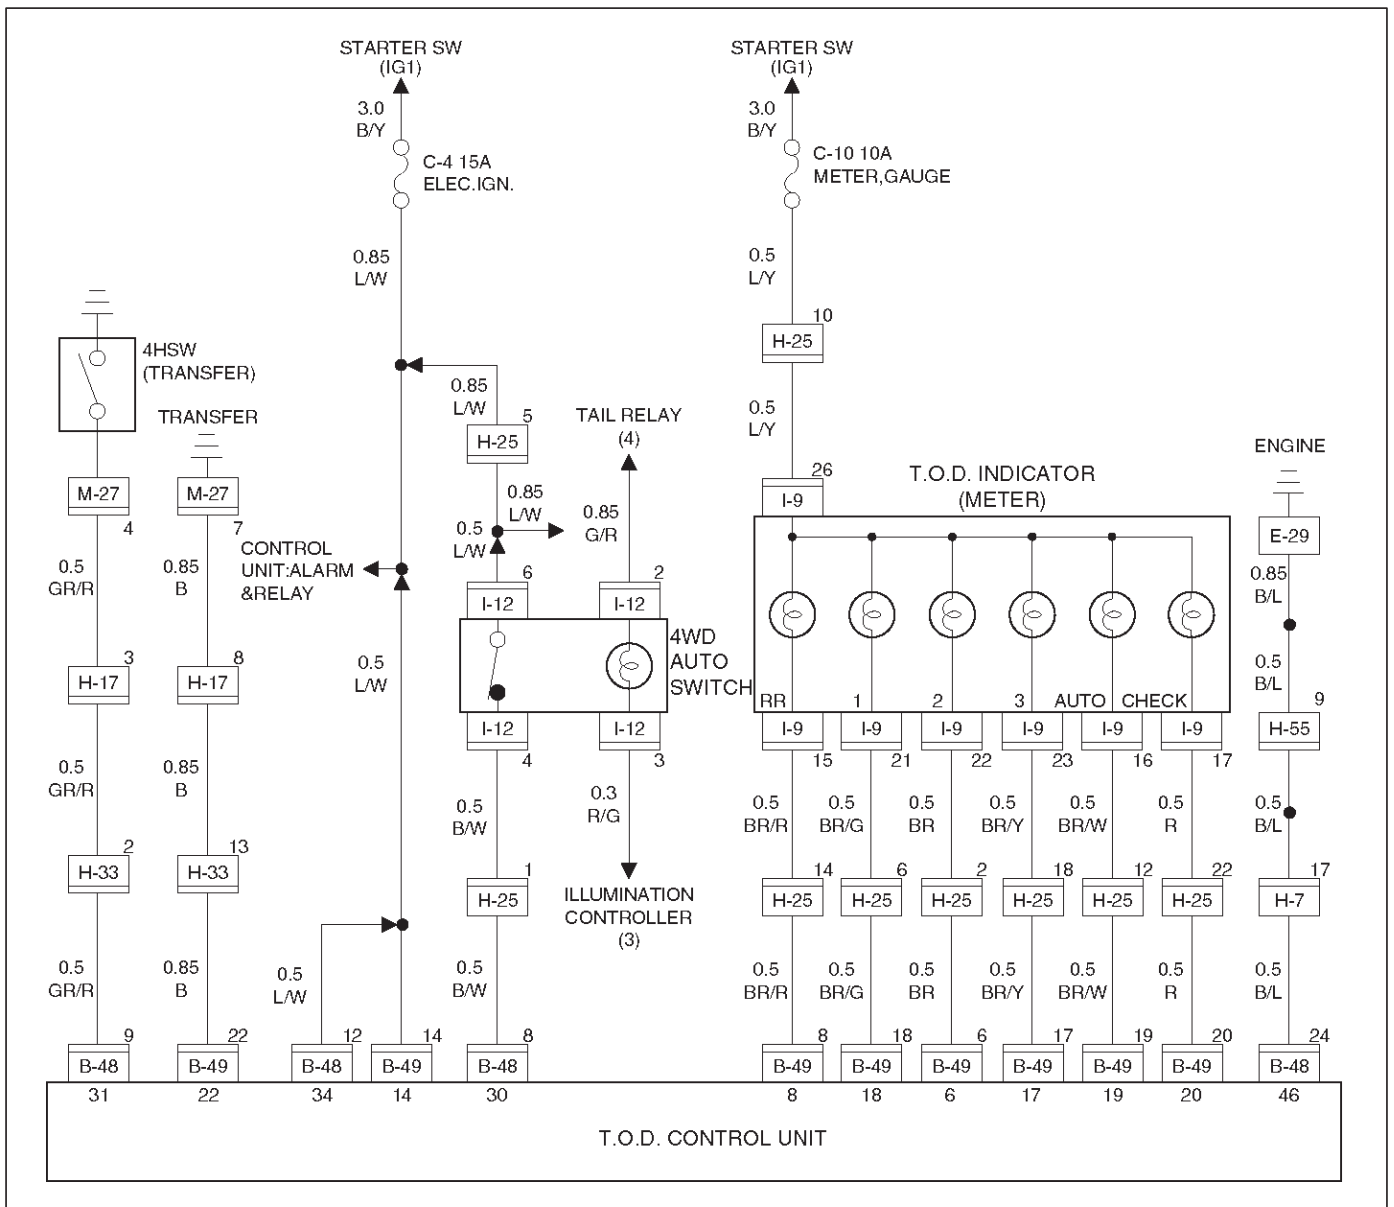 STARTER SW
(IG1)
STARTER SW
(IG1)
3.0
B/Y
3.0
B/Y
C-4 15A
ELEC.IGN.
C-10 10A
METER,GAUGE
0.85
L/W
0.5
L/Y
10
H-25
4HSW
(TRANSFER)
0.85
L/W
0.5
L/Y
TRANSFER
5
H-25
TAIL RELAY
(4)
ENGINE
26
I-9
T.O.D. INDICATOR
(METER)
M-27
4
M-27
7
0.85
L/W
0.85
G/R
0.5
L/W
E-29
CONTROL
UNIT:ALARM
&RELAY
0.5
GR/R
0.85
B
0.85
B/L
6
I-12
2
I-12
4WD
AUTO
SWITCH
3
H-17
8
H-17
0.5
L/W
0.5
B/L
RR
1
2
3
AUTO
CHECK
9
H-55
I-12
4
I-12
3
I-9
15
I-9
21
I-9
22
I-9
23
I-9
16
I-9
17
0.5
GR/R
0.85
B
0.5
B/W
0.3
R/G
0.5
BR/R
0.5
BR/G
0.5
BR
0.5
BR/Y
0.5
BR/W
0.5
R
0.5
B/L
2
H-33
13
H-33
1
H-25
ILLUMINATION
CONTROLLER
(3)
14
H-25
6
H-25
2
H-25
18
H-25
12
H-25
22
H-25
17
H-7
0.5
GR/R
0.85
B
0.5
L/W
0.5
B/W
0.5
BR/R
0.5
BR/G
0.5
BR
0.5
BR/Y
0.5
BR/W
0.5
R
0.5
B/L
9
B-48
22
B-49
12
B-48
14
B-49
8
B-48
8
B-49
18
B-49
6
B-49
17
B-49
19
B-49
20
B-49
24
B-48
31
22
34
14
30
8
18
6
17
19
20
46
T.O.D. CONTROL UNIT